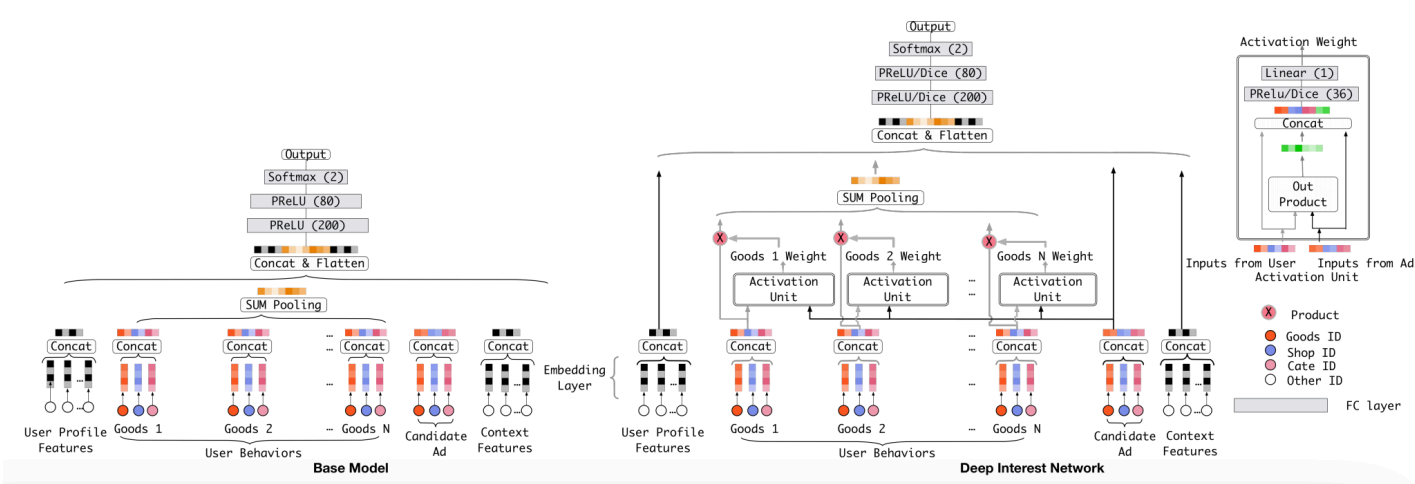 Output
Softmax (2)
PReLU (80)
PReLU (200)
Concat & Flatten
SUM Pooling
Concat
Concat
Concat
...
...
Concat
Concat
Concat
...
...
User Profile
Features
Goods 1
Goods 2
...
Goods N
Candidate
Ad
Context
Features
User Behaviors
Base Model
Output
Softmax (2)
PReLU/Dice (80)
PReLU/Dice (200)
Concat & Flatten
SUM Pooling
X
X
X
Goods 1 Weight
Goods 2 Weight
Goods N Weight
Activation
Unit
Activation
Unit
...
...
Activation
Unit
Embedding
Layer
Concat
Concat
Concat
...
...
Concat
Concat
Concat
...
...
User Profile
Features
Goods 1
Goods 2
...
Goods N
Candidate
Ad
Context
Features
User Behaviors
Deep Interest Network
Activation Weight
Linear (1)
PRelu/Dice (36)
Concat
Out
Product
Inputs from User
Inputs from Ad
Activation Unit
X
Product
Goods ID
Shop ID
Cate ID
Other ID
FC layer